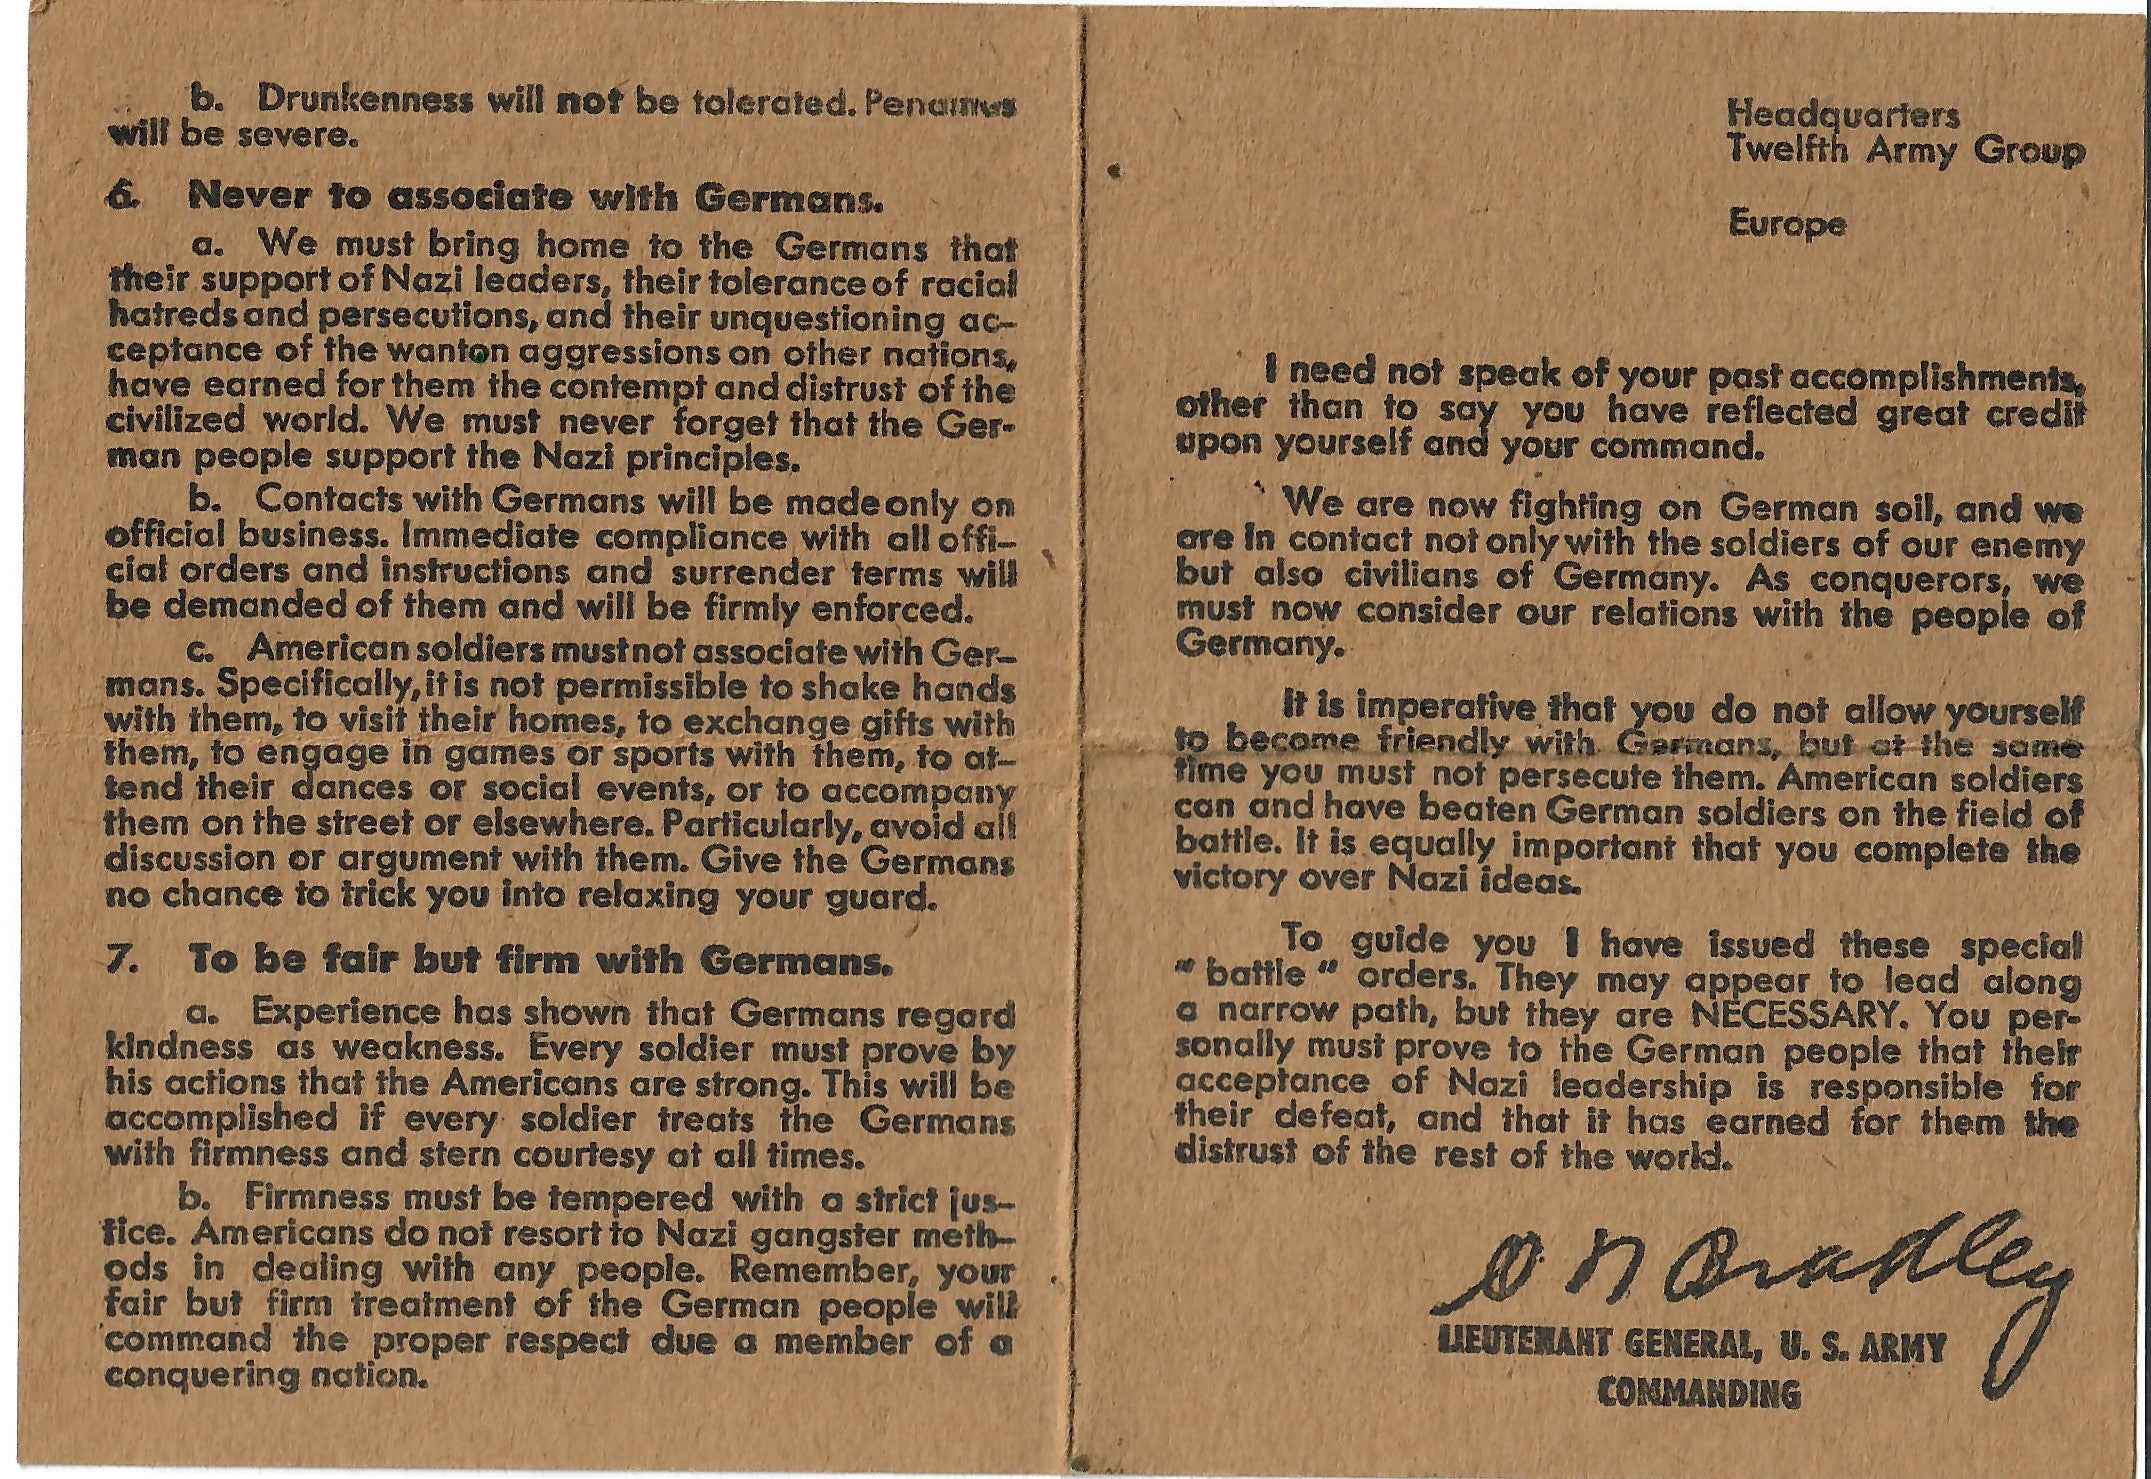 b. Drunkenness will not be tolerated. Penalties
will be severe.
6. Never to associate with Germans.
a. We must bring home to the Germans that
their support of Nazi leaders, their tolerance of racial
hatreds and persecutions, and their unquestioning ac-
ceptance of the wanton aggressions on other nations,
have earned for them the contempt and distrust of the
civilized world. We must never forget that the Ger-
man people support the Nazi principles.
b. Contacts with Germans will be made only on
official business. Immediate compliance with all offi-
cial orders and instructions and surrender terms will
be demanded of them and will be firmly enforced.
c. American soldiers must not associate with Ger-
mans. Specifically, it is not permissible to shake hands
with them, to visit their homes, to exchange gifts with
them, to engage in games or sports with them, to at-
tend their dances or social events, or to accompany
them on the street or elsewhere. Particularly, avoid all
discussion or argument with them. Give the Germans
no chance to trick you into relaxing your guard.
7. To be fair but firm with Germans.
a. Experience has shown that Germans regard
kindness as weakness. Every soldier must prove by
his actions that the Americans are strong. This will be
accomplished if every soldier treats the Germans
with firmness and stern courtesy at all times.
b. Firmness must be tempered with a strict jus-
tice. Americans do not resort to Nazi gangster meth-
ods in dealing with any people. Remember, your
fair but firm treatment of the German people will
command the proper respect due a member of a
conquering nation.
Headquarters
Twelfth Army Group
Europe
I need not speak of your past accomplishments,
other than to say you have reflected great credit
upon yourself and your command.
We are now fighting on German soil, and we
are in contact not only with the soldiers of our enemy
but also civilians of Germany. As conquerors, we
must now consider our relations with the people of
Germany.
It is imperative that you do not allow yourself
to become friendly with Germans, but at the same
time you must not persecute them. American soldiers
can and have beaten German soldiers on the field of
battle. It is equally important that you complete the
victory over Nazi ideas.
To guide you I have issued these special
"battle" orders. They may appear to lead along
a narrow path, but they are NECESSARY. You per-
sonally must prove to the German people that their
acceptance of Nazi leadership is responsible for
their defeat, and that it has earned for them the
distrust of the rest of the world.
O N Bradley
LIEUTENANT GENERAL, U. S. ARMY
COMMANDING